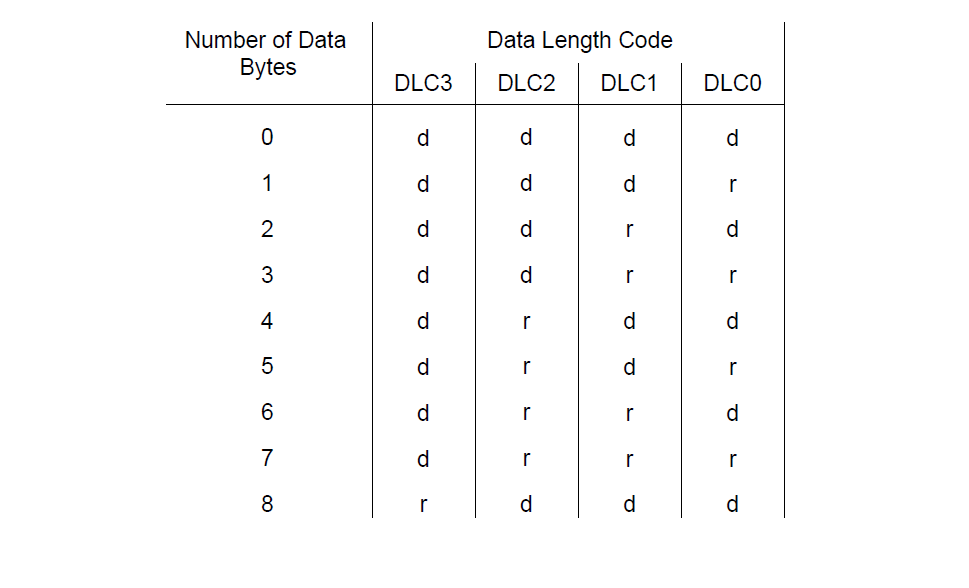 Number of Data Data Length Code
Bytes
DLC3 DLC2 DLC1 DLC0
0 d d d d
1 d d d r
2 d d r d
3 d d r r
4 d r d d
5 d r d r
6 d r r d
7 d r r r
8 r d d d